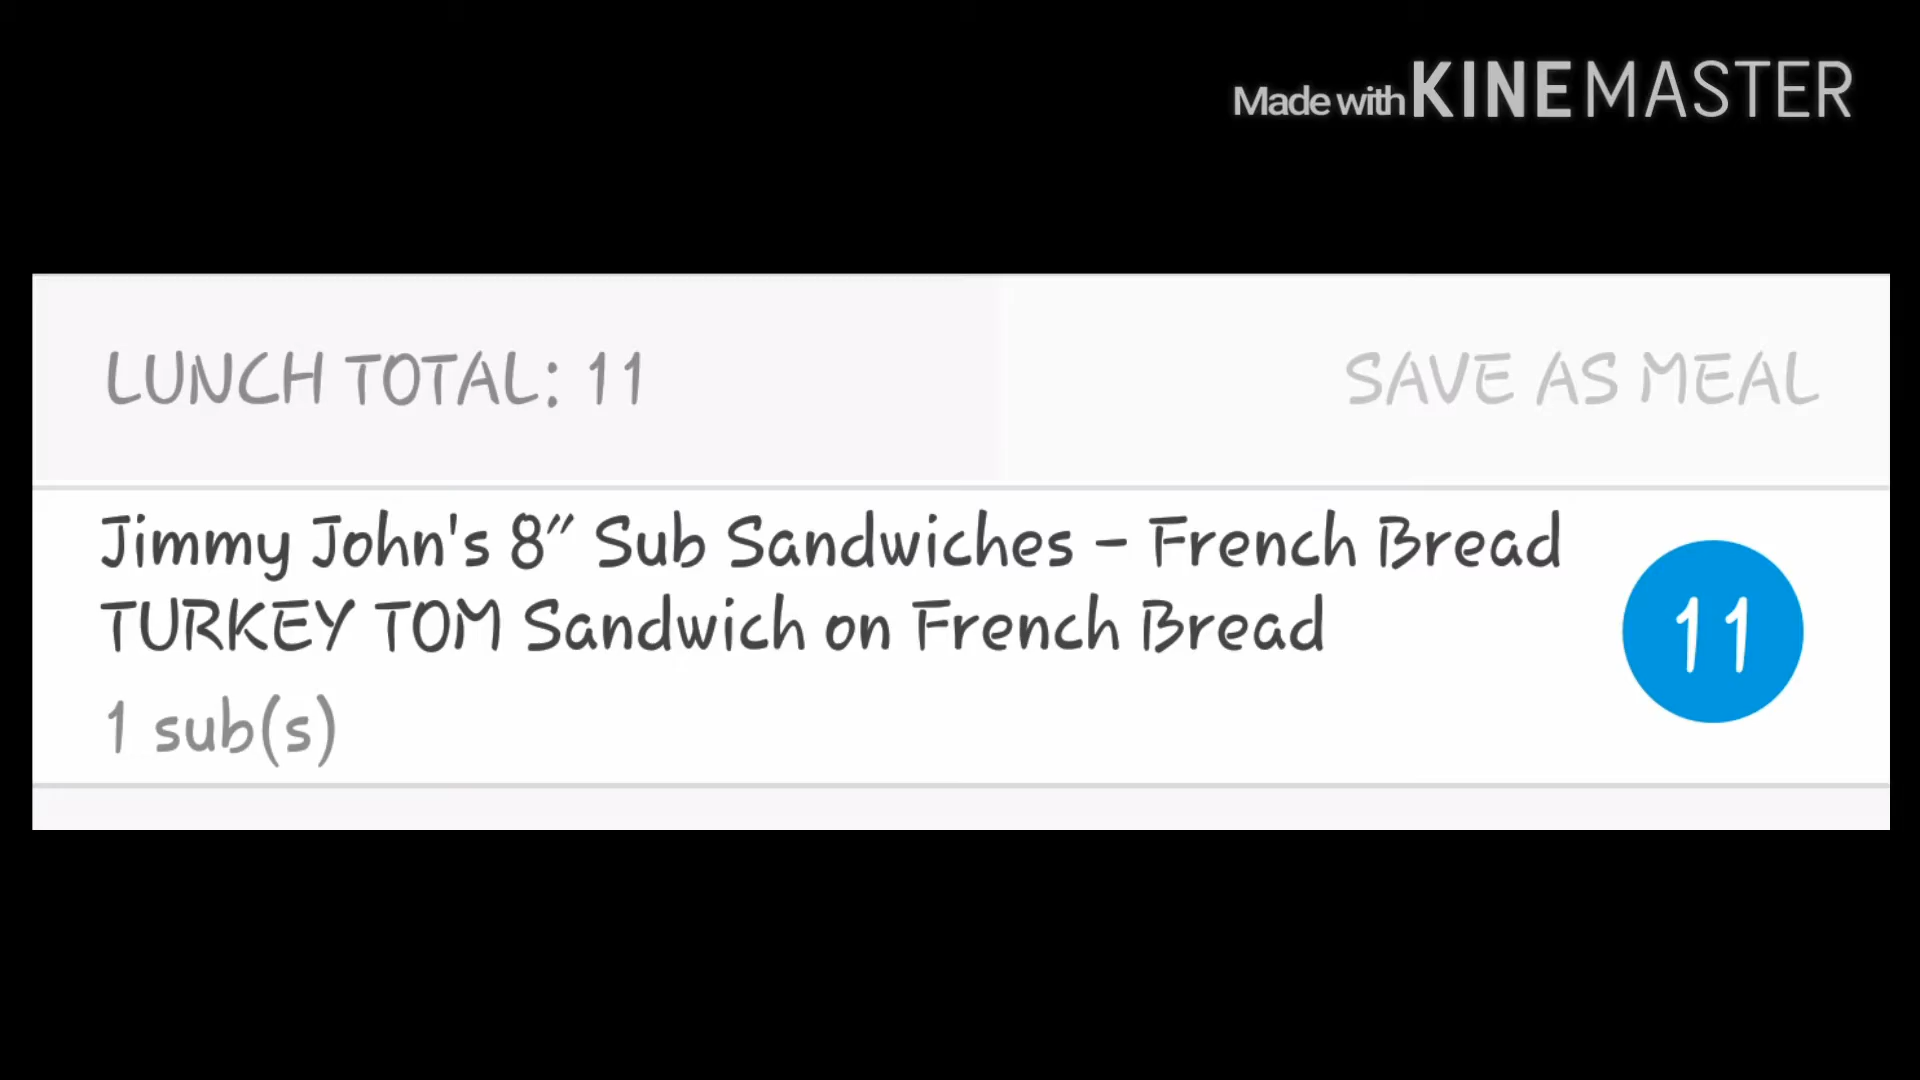 Made with KINEMASTER
LUNCH TOTAL: 11
SAVE AS MEAL
Jimmy John's 8″ Sub Sandwiches - French Bread
TURKEY TOM Sandwich on French Bread
11
1 sub(s)